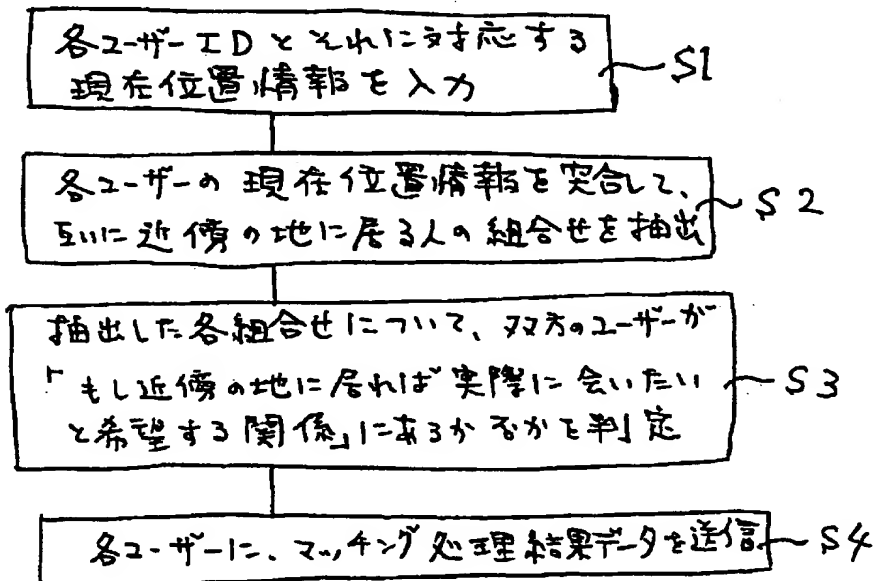 各ユーザーIDとそれに対応する
現在位置情報を入力
S1
各ユーザーの現在位置情報を突合して、
互いに近傍の地に居る人の組合せを抽出
S2
抽出した各組合せについて、双方のユーザーが
「もし近傍の地に居れば実際に会いたい
と希望する関係」にあるか否かを判定
S3
各ユーザーに、マッチング処理結果データを送信
S4